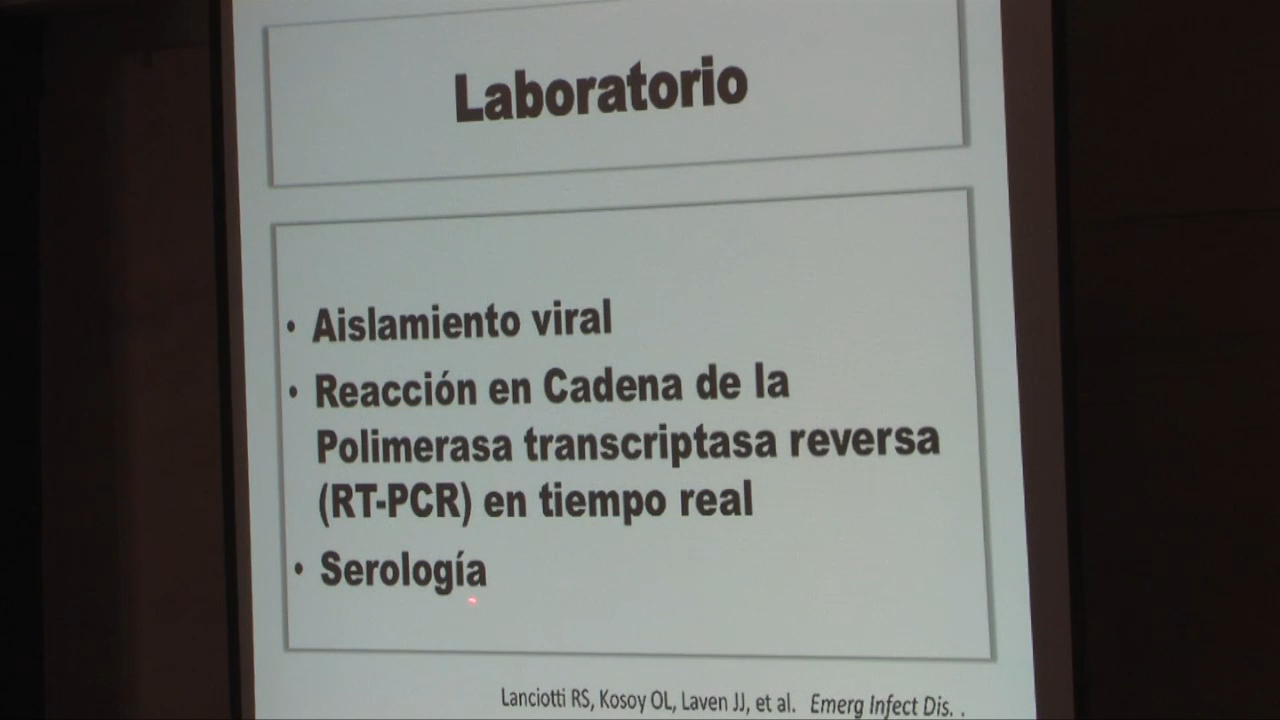 Laboratorio
• Aislamiento viral
• Reacción en Cadena de la
Polimerasa transcriptasa reversa
(RT-PCR) en tiempo real
• Serología
Lanciotti RS, Kosoy OL, Laven JJ, et al. Emerg Infect Dis. .